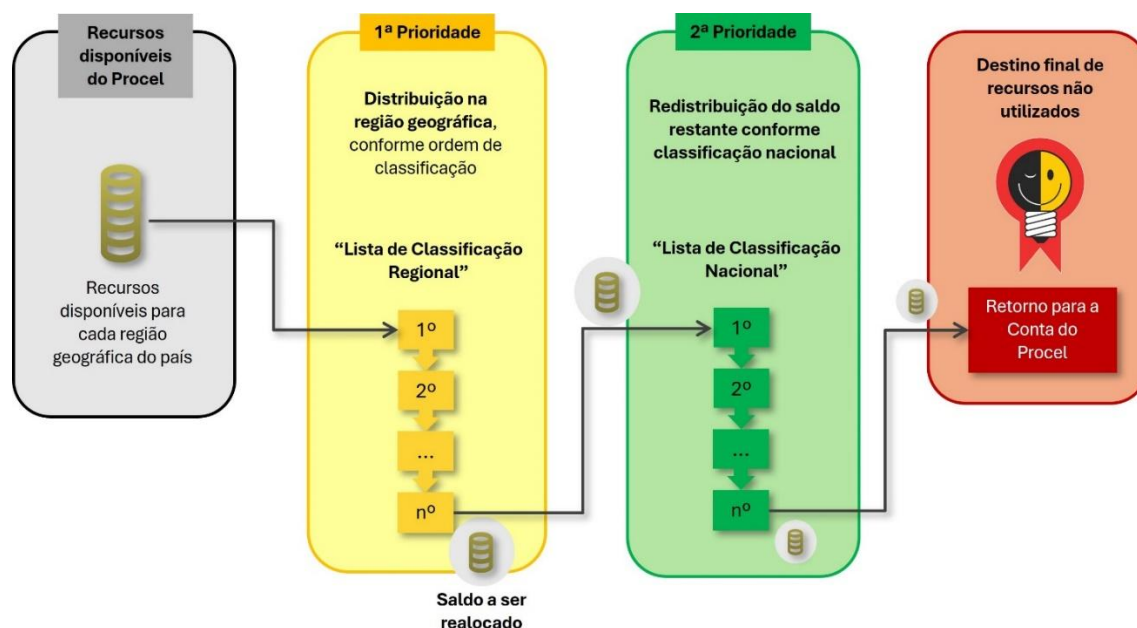 Recursos
disponíveis
do Procel
Recursos
disponíveis para
cada região
geográfica do país
1ª Prioridade
Distribuição na
região geográfica,
conforme ordem de
classificação
“Lista de Classificação
Regional”
1º
2º
...
nº
Saldo a ser
realocado
2ª Prioridade
Redistribuição do saldo
restante conforme
classificação nacional
“Lista de Classificação
Nacional”
1º
2º
...
nº
Destino final de
recursos não
utilizados
Retorno para a
Conta do
Procel